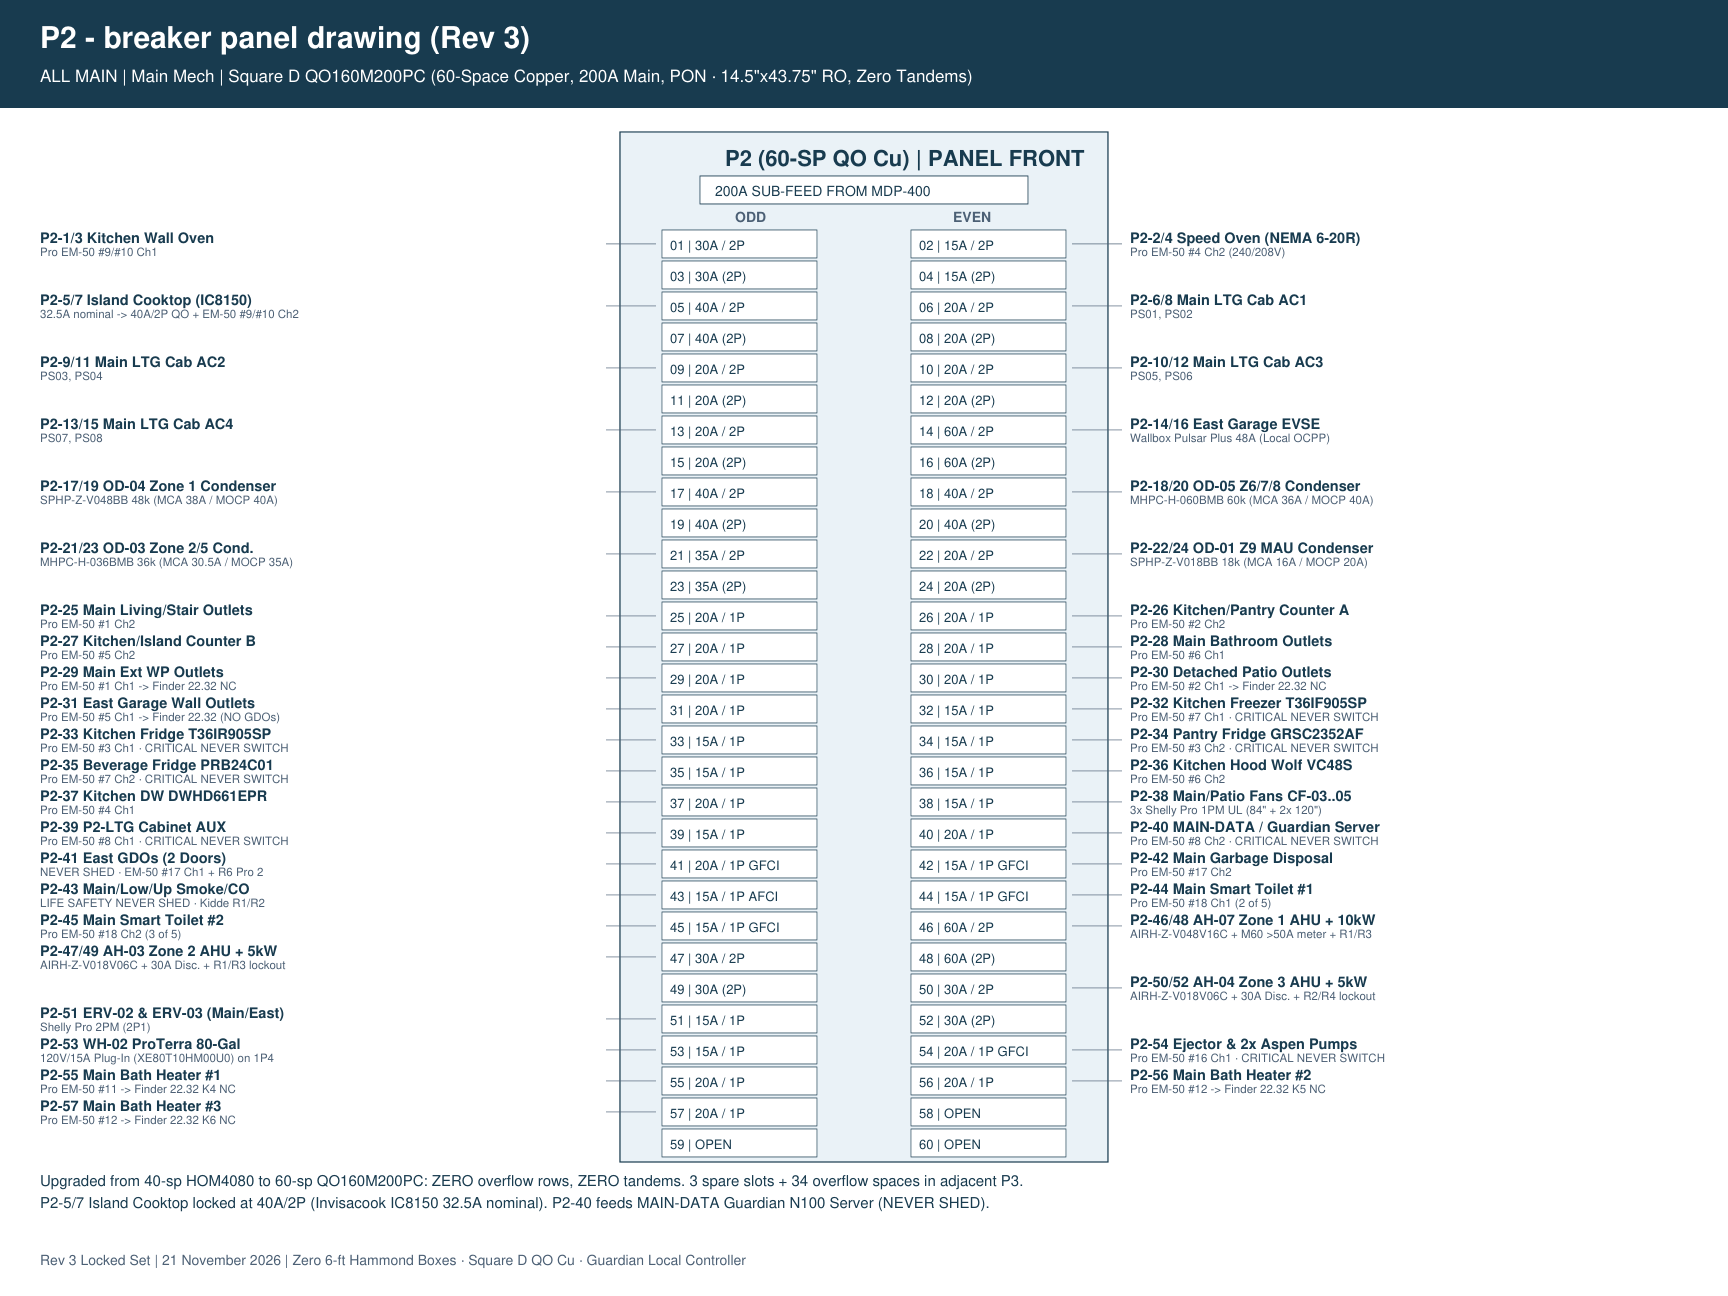 P2 - breaker panel drawing (Rev 3)
ALL MAIN | Main Mech | Square D QO160M200PC (60-Space Copper, 200A Main, PON · 14.5"x43.75" RO, Zero Tandems)
P2 (60-SP QO Cu) | PANEL FRONT
200A SUB-FEED FROM MDP-400
ODD
EVEN
P2-1/3 Kitchen Wall Oven
Pro EM-50 #9/#10 Ch1
P2-5/7 Island Cooktop (IC8150)
32.5A nominal -> 40A/2P QO + EM-50 #9/#10 Ch2
P2-9/11 Main LTG Cab AC2
PS03, PS04
P2-13/15 Main LTG Cab AC4
PS07, PS08
P2-17/19 OD-04 Zone 1 Condenser
SPHP-Z-V048BB 48k (MCA 38A / MOCP 40A)
P2-21/23 OD-03 Zone 2/5 Cond.
MHPC-H-036BMB 36k (MCA 30.5A / MOCP 35A)
P2-25 Main Living/Stair Outlets
Pro EM-50 #1 Ch2
P2-27 Kitchen/Island Counter B
Pro EM-50 #5 Ch2
P2-29 Main Ext WP Outlets
Pro EM-50 #1 Ch1 -> Finder 22.32 NC
P2-31 East Garage Wall Outlets
Pro EM-50 #5 Ch1 -> Finder 22.32 (NO GDOs)
P2-33 Kitchen Fridge T36IR905SP
Pro EM-50 #3 Ch1 · CRITICAL NEVER SWITCH
P2-35 Beverage Fridge PRB24C01
Pro EM-50 #7 Ch2 · CRITICAL NEVER SWITCH
P2-37 Kitchen DW DWHD661EPR
Pro EM-50 #4 Ch1
P2-39 P2-LTG Cabinet AUX
Pro EM-50 #8 Ch1 · CRITICAL NEVER SWITCH
P2-41 East GDOs (2 Doors)
NEVER SHED · EM-50 #17 Ch1 + R6 Pro 2
P2-43 Main/Low/Up Smoke/CO
LIFE SAFETY NEVER SHED · Kidde R1/R2
P2-45 Main Smart Toilet #2
Pro EM-50 #18 Ch2 (3 of 5)
P2-47/49 AH-03 Zone 2 AHU + 5kW
AIRH-Z-V018V06C + 30A Disc. + R1/R3 lockout
P2-51 ERV-02 & ERV-03 (Main/East)
Shelly Pro 2PM (2P1)
P2-53 WH-02 ProTerra 80-Gal
120V/15A Plug-In (XE80T10HM00U0) on 1P4
P2-55 Main Bath Heater #1
Pro EM-50 #11 -> Finder 22.32 K4 NC
P2-57 Main Bath Heater #3
Pro EM-50 #12 -> Finder 22.32 K6 NC
01 | 30A / 2P
03 | 30A (2P)
05 | 40A / 2P
07 | 40A (2P)
09 | 20A / 2P
11 | 20A (2P)
13 | 20A / 2P
15 | 20A (2P)
17 | 40A / 2P
19 | 40A (2P)
21 | 35A / 2P
23 | 35A (2P)
25 | 20A / 1P
27 | 20A / 1P
29 | 20A / 1P
31 | 20A / 1P
33 | 15A / 1P
35 | 15A / 1P
37 | 20A / 1P
39 | 15A / 1P
41 | 20A / 1P GFCI
43 | 15A / 1P AFCI
45 | 15A / 1P GFCI
47 | 30A / 2P
49 | 30A (2P)
51 | 15A / 1P
53 | 15A / 1P
55 | 20A / 1P
57 | 20A / 1P
59 | OPEN
02 | 15A / 2P
04 | 15A (2P)
06 | 20A / 2P
08 | 20A (2P)
10 | 20A / 2P
12 | 20A (2P)
14 | 60A / 2P
16 | 60A (2P)
18 | 40A / 2P
20 | 40A (2P)
22 | 20A / 2P
24 | 20A (2P)
26 | 20A / 1P
28 | 20A / 1P
30 | 20A / 1P
32 | 15A / 1P
34 | 15A / 1P
36 | 15A / 1P
38 | 15A / 1P
40 | 20A / 1P
42 | 15A / 1P GFCI
44 | 15A / 1P GFCI
46 | 60A / 2P
48 | 60A (2P)
50 | 30A / 2P
52 | 30A (2P)
54 | 20A / 1P GFCI
56 | 20A / 1P
58 | OPEN
60 | OPEN
P2-2/4 Speed Oven (NEMA 6-20R)
Pro EM-50 #4 Ch2 (240/208V)
P2-6/8 Main LTG Cab AC1
PS01, PS02
P2-10/12 Main LTG Cab AC3
PS05, PS06
P2-14/16 East Garage EVSE
Wallbox Pulsar Plus 48A (Local OCPP)
P2-18/20 OD-05 Z6/7/8 Condenser
MHPC-H-060BMB 60k (MCA 36A / MOCP 40A)
P2-22/24 OD-01 Z9 MAU Condenser
SPHP-Z-V018BB 18k (MCA 16A / MOCP 20A)
P2-26 Kitchen/Pantry Counter A
Pro EM-50 #2 Ch2
P2-28 Main Bathroom Outlets
Pro EM-50 #6 Ch1
P2-30 Detached Patio Outlets
Pro EM-50 #2 Ch1 -> Finder 22.32 NC
P2-32 Kitchen Freezer T36IF905SP
Pro EM-50 #7 Ch1 · CRITICAL NEVER SWITCH
P2-34 Pantry Fridge GRSC2352AF
Pro EM-50 #3 Ch2 · CRITICAL NEVER SWITCH
P2-36 Kitchen Hood Wolf VC48S
Pro EM-50 #6 Ch2
P2-38 Main/Patio Fans CF-03..05
3x Shelly Pro 1PM UL (84" + 2x 120")
P2-40 MAIN-DATA / Guardian Server
Pro EM-50 #8 Ch2 · CRITICAL NEVER SWITCH
P2-42 Main Garbage Disposal
Pro EM-50 #17 Ch2
P2-44 Main Smart Toilet #1
Pro EM-50 #18 Ch1 (2 of 5)
P2-46/48 AH-07 Zone 1 AHU + 10kW
AIRH-Z-V048V16C + M60 >50A meter + R1/R3
P2-50/52 AH-04 Zone 3 AHU + 5kW
AIRH-Z-V018V06C + 30A Disc. + R2/R4 lockout
P2-54 Ejector & 2x Aspen Pumps
Pro EM-50 #16 Ch1 · CRITICAL NEVER SWITCH
P2-56 Main Bath Heater #2
Pro EM-50 #12 -> Finder 22.32 K5 NC
Upgraded from 40-sp HOM4080 to 60-sp QO160M200PC: ZERO overflow rows, ZERO tandems. 3 spare slots + 34 overflow spaces in adjacent P3.
P2-5/7 Island Cooktop locked at 40A/2P (Invisacook IC8150 32.5A nominal). P2-40 feeds MAIN-DATA Guardian N100 Server (NEVER SHED).
Rev 3 Locked Set | 21 November 2026 | Zero 6-ft Hammond Boxes · Square D QO Cu · Guardian Local Controller